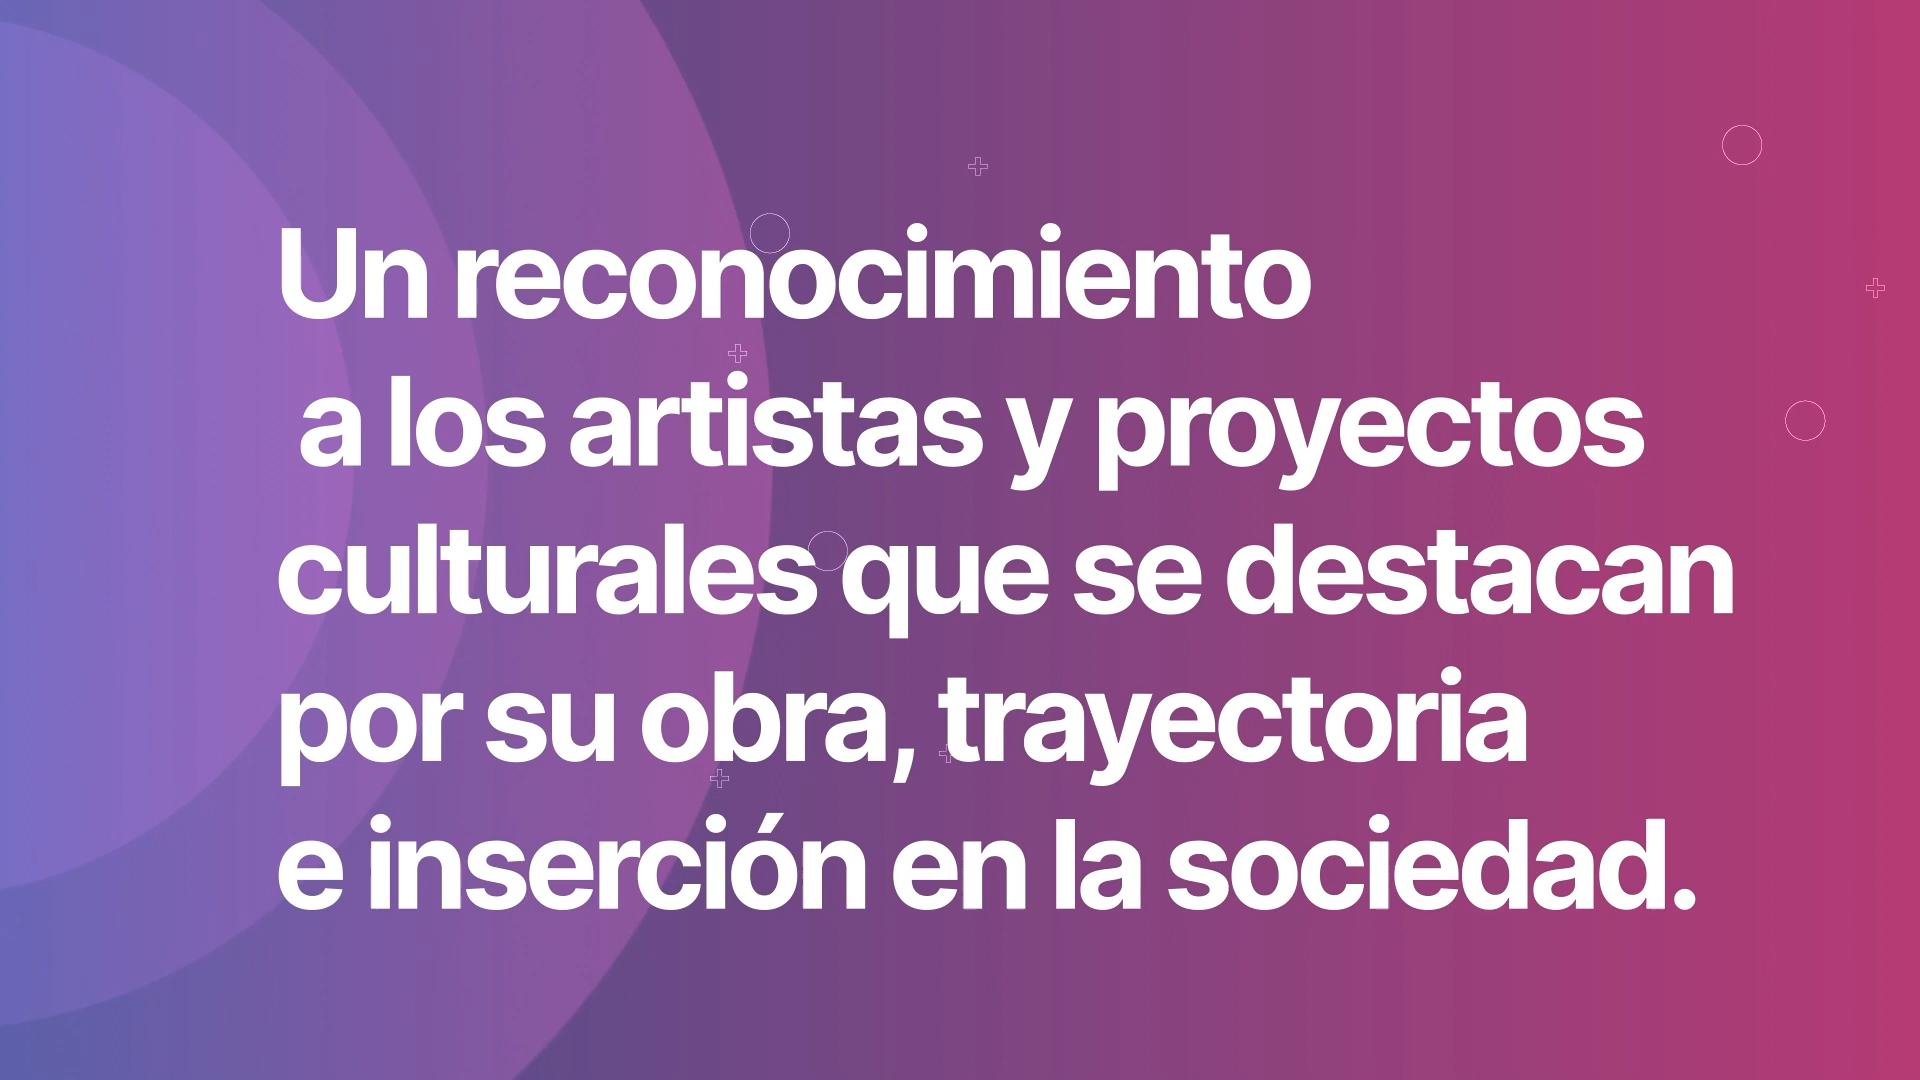 Un reconocimiento
a los artistas y proyectos
culturales que se destacan
por su obra, trayectoria
e inserción en la sociedad.